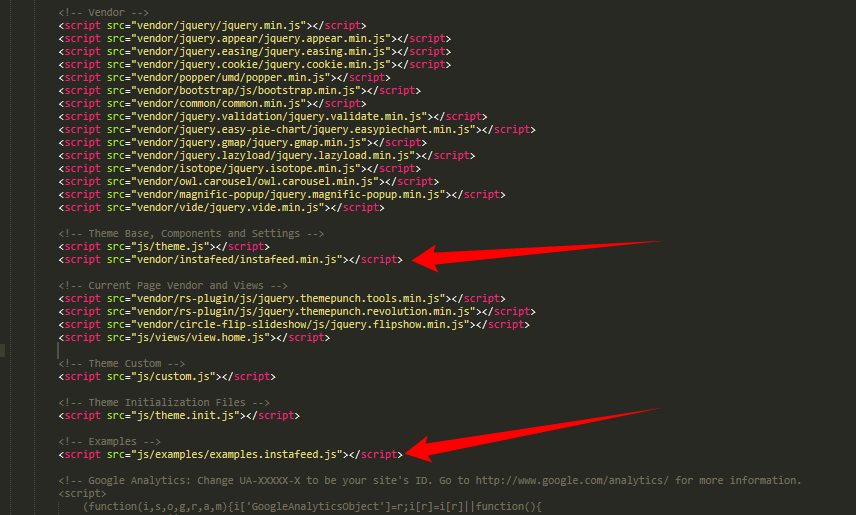 <!-- Vendor -->
<script src="vendor/jquery/jquery.min.js"></script>
<script src="vendor/jquery.appear/jquery.appear.min.js"></script>
<script src="vendor/jquery.easing/jquery.easing.min.js"></script>
<script src="vendor/jquery.cookie/jquery.cookie.min.js"></script>
<script src="vendor/popper/umd/popper.min.js"></script>
<script src="vendor/bootstrap/js/bootstrap.min.js"></script>
<script src="vendor/common/common.min.js"></script>
<script src="vendor/jquery.validation/jquery.validate.min.js"></script>
<script src="vendor/jquery.easy-pie-chart/jquery.easypiechart.min.js"></script>
<script src="vendor/jquery.gmap/jquery.gmap.min.js"></script>
<script src="vendor/jquery.lazyload/jquery.lazyload.min.js"></script>
<script src="vendor/isotope/jquery.isotope.min.js"></script>
<script src="vendor/owl.carousel/owl.carousel.min.js"></script>
<script src="vendor/magnific-popup/jquery.magnific-popup.min.js"></script>
<script src="vendor/vide/jquery.vide.min.js"></script>
<!-- Theme Base, Components and Settings -->
<script src="js/theme.js"></script>
<script src="vendor/instafeed/instafeed.min.js"></script>
<!-- Current Page Vendor and Views -->
<script src="vendor/rs-plugin/js/jquery.themepunch.tools.min.js"></script>
<script src="vendor/rs-plugin/js/jquery.themepunch.revolution.min.js"></script>
<script src="vendor/circle-flip-slideshow/js/jquery.flipshow.min.js"></script>
<script src="js/views/view.home.js"></script>
<!-- Theme Custom -->
<script src="js/custom.js"></script>
<!-- Theme Initialization Files -->
<script src="js/theme.init.js"></script>
<!-- Examples -->
<script src="js/examples/examples.instafeed.js"></script>
<!-- Google Analytics: Change UA-XXXXX-X to be your site's ID. Go to http://www.google.com/analytics/ for more information.
<script>
(function(i,s,o,g,r,a,m){i['GoogleAnalyticsObject']=r;i[r]=i[r]||function(){